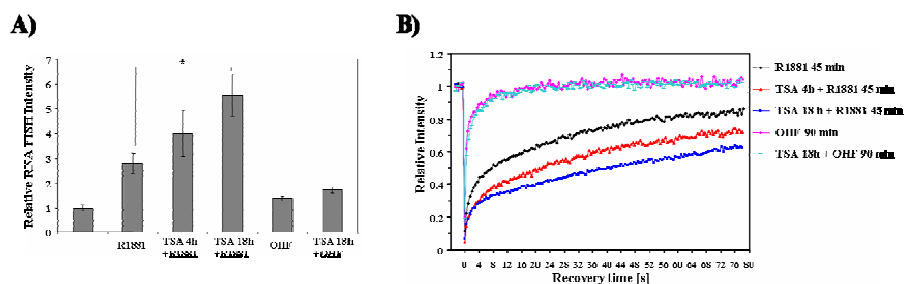 A)
Relative RNA FISH Intensity
7
6
5
4
3
2
1
0
*
R1881
TSA 4h
+R1881
TSA 18h
+R1881
OHF
TSA 18h
+OHF
B)
Relative Intensity
1.2
1
0.8
0.6
0.4
0.2
0
0 4 8 12 16 20 24 28 32 36 40 44 48 52 56 60 64 68 72 76 80
Recovery time [s]
R1881 45 min
TSA 4h + R1881 45 min
TSA 18 h + R1881 45 min
OHF 90 min
TSA 18h + OHF 90 min